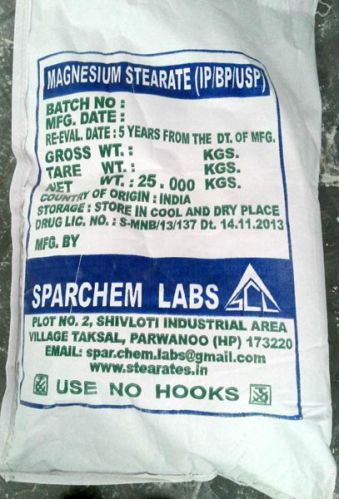 MAGNESIUM STEARATE (IP/BP/USP)
BATCH NO :
MFG. DATE :
RE-EVAL. DATE : 5 YEARS FROM THE DT. OF MFG.
GROSS WT. : KGS.
TARE WT. : KGS.
NET WT. : 25.000 KGS.
COUNTRY OF ORIGIN : INDIA
STORAGE : STORE IN COOL AND DRY PLACE
DRUG LIC. NO. : S-MNB/13/137 Dt. 14.11.2013
MFG. BY
SPARCHEM LABS SCL
PLOT NO. 2, SHIVLOTI INDUSTRIAL AREA
VILLAGE TAKSAL, PARWANOO (HP) 173220
EMAIL: spar.chem.labs@gmail.com
www.stearates.in
USE NO HOOKS